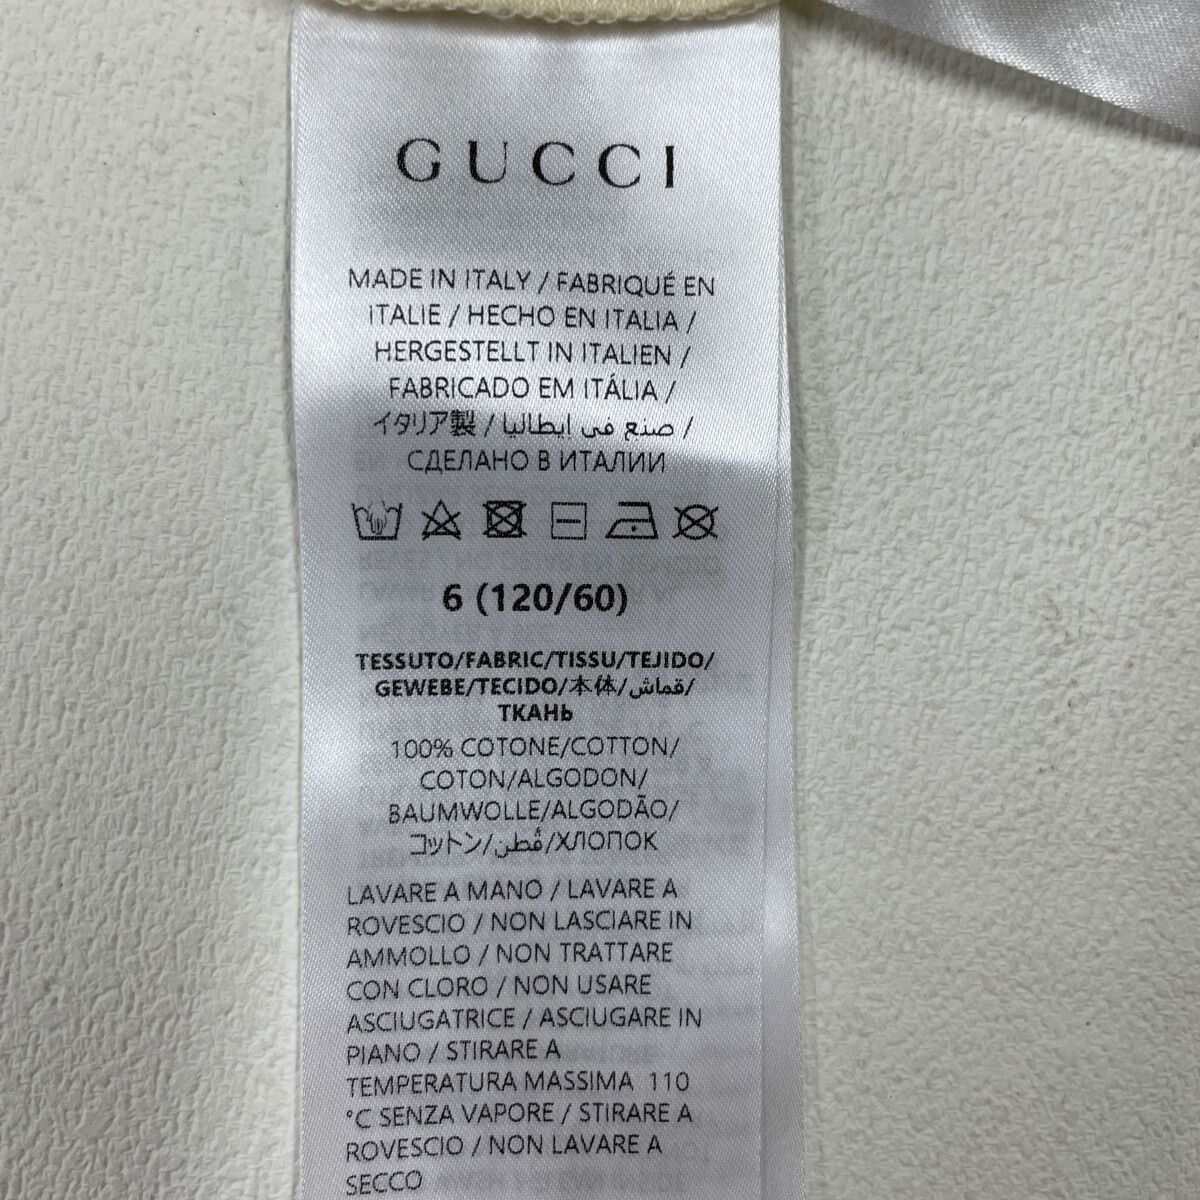 GUCCI
MADE IN ITALY / FABRIQUÉ EN
ITALIE / HECHO EN ITALIA /
HERGESTELLT IN ITALIEN /
FABRICADO EM ITÁLIA /
イタリア製 / صنع في إيطاليا /
СДЕЛАНО В ИТАЛИИ
6 (120/60)
TESSUTO/FABRIC/TISSU/TEJIDO/
GEWEBE/TECIDO/本体/قماش/
ТКАНЬ
100% COTONE/COTTON/
COTON/ALGODON/
BAUMWOLLE/ALGODÃO/
コットン/قُطن/ХЛОПОК
LAVARE A MANO / LAVARE A
ROVESCIO / NON LASCIARE IN
AMMOLLO / NON TRATTARE
CON CLORO / NON USARE
ASCIUGATRICE / ASCIUGARE IN
PIANO / STIRARE A
TEMPERATURA MASSIMA 110
°C SENZA VAPORE / STIRARE A
ROVESCIO / NON LAVARE A
SECCO